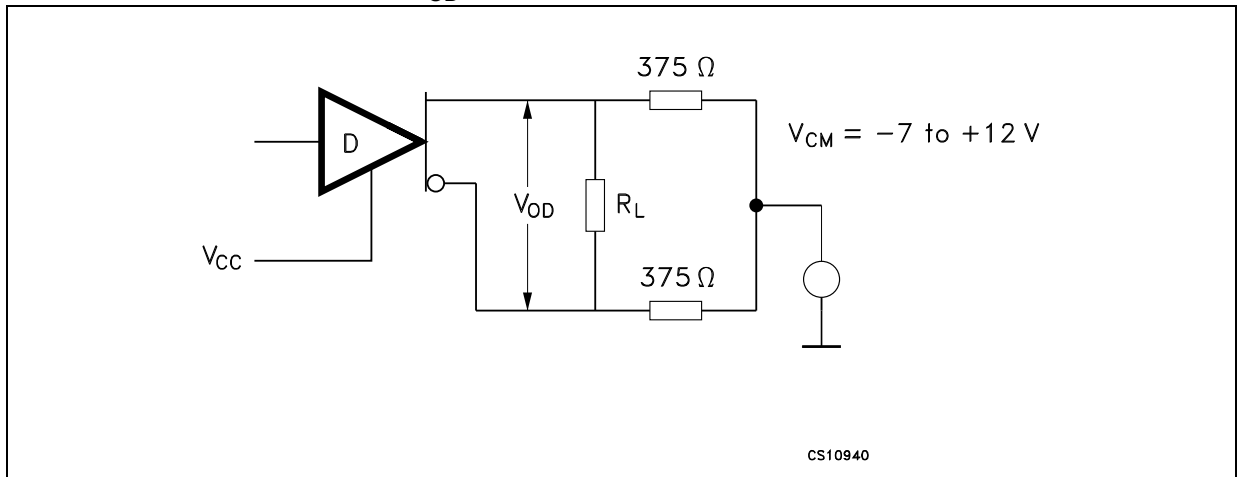 375 Ω
V_CM = −7 to +12 V
D
V_OD
R_L
V_CC
375 Ω
CS10940